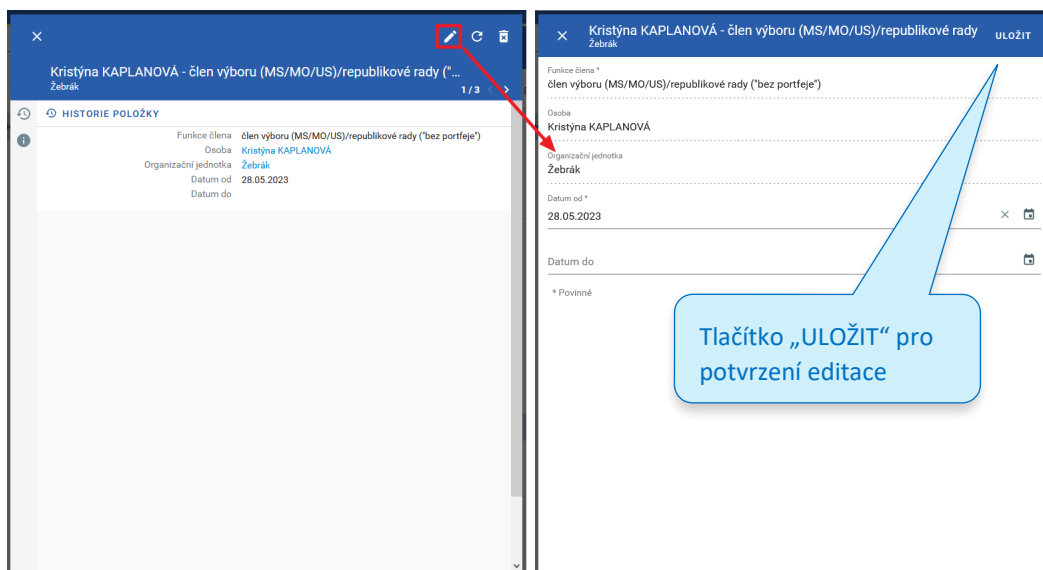 Kristýna KAPLANOVÁ - člen výboru (MS/MO/US)/republikové rady ("...
Žebrák
1 / 3
HISTORIE POLOŽKY
Funkce člena člen výboru (MS/MO/US)/republikové rady ("bez portfeje")
Osoba Kristýna KAPLANOVÁ
Organizační jednotka Žebrák
Datum od 28.05.2023
Datum do
Kristýna KAPLANOVÁ - člen výboru (MS/MO/US)/republikové rady
Žebrák
ULOŽIT
Funkce člena *
člen výboru (MS/MO/US)/republikové rady ("bez portfeje")
Osoba
Kristýna KAPLANOVÁ
Organizační jednotka
Žebrák
Datum od *
28.05.2023
Datum do
* Povinné
Tlačítko „ULOŽIT“ pro
potvrzení editace